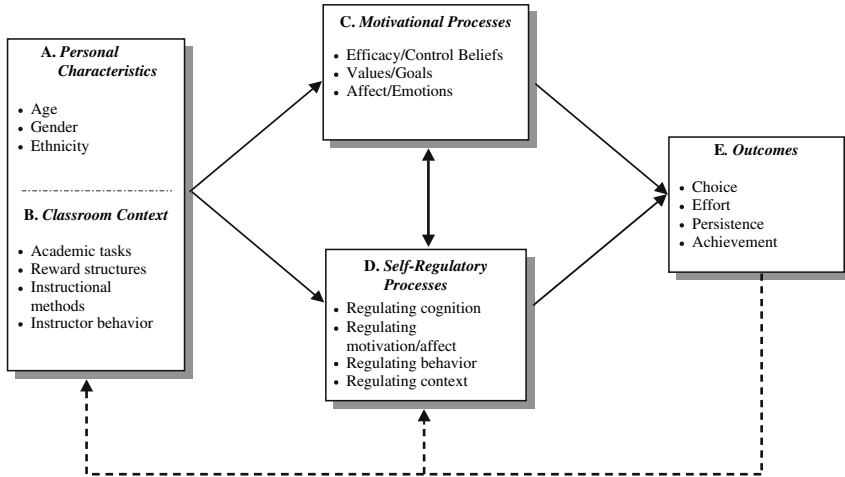 A. Personal
Characteristics
• Age
• Gender
• Ethnicity
B. Classroom Context
• Academic tasks
• Reward structures
• Instructional
methods
• Instructor behavior
C. Motivational Processes
• Efficacy/Control Beliefs
• Values/Goals
• Affect/Emotions
D. Self-Regulatory
Processes
• Regulating cognition
• Regulating
motivation/affect
• Regulating behavior
• Regulating context
E. Outcomes
• Choice
• Effort
• Persistence
• Achievement